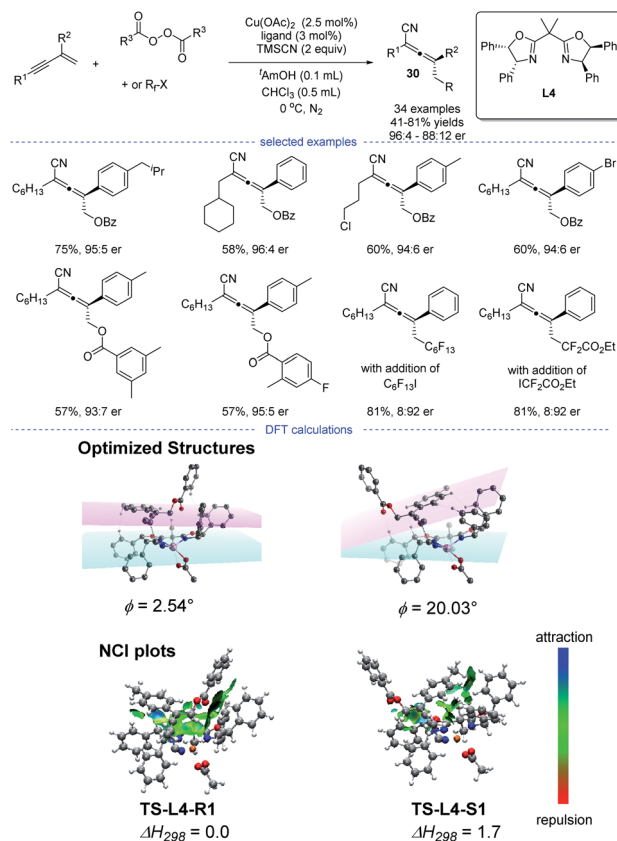 R²
R¹
+
R³
O
O
O
O
R³
+ or Rf-X
Cu(OAc)₂ (2.5 mol%)
ligand (3 mol%)
TMSCN (2 equiv)
ᵗAmOH (0.1 mL)
CHCl₃ (0.5 mL)
0 ºC, N₂
CN
R¹
R²
30
R
34 examples
41-81% yields
96:4 - 88:12 er
Ph
O
O
Ph
N
N
Ph
Ph
L4
selected examples
CN
C₆H₁₃
ⁱPr
OBz
75%, 95:5 er
CN
OBz
58%, 96:4 er
CN
Cl
OBz
60%, 94:6 er
CN
C₆H₁₃
Br
OBz
60%, 94:6 er
CN
C₆H₁₃
O
O
57%, 93:7 er
CN
C₆H₁₃
O
O
F
57%, 95:5 er
CN
C₆H₁₃
C₆F₁₃
with addition of
C₆F₁₃I
81%, 8:92 er
CN
C₆H₁₃
CF₂CO₂Et
with addition of
ICF₂CO₂Et
81%, 8:92 er
DFT calculations
Optimized Structures
ϕ = 2.54°
ϕ = 20.03°
NCI plots
attraction
repulsion
TS-L4-R1
ΔH₂₉₈ = 0.0
TS-L4-S1
ΔH₂₉₈ = 1.7